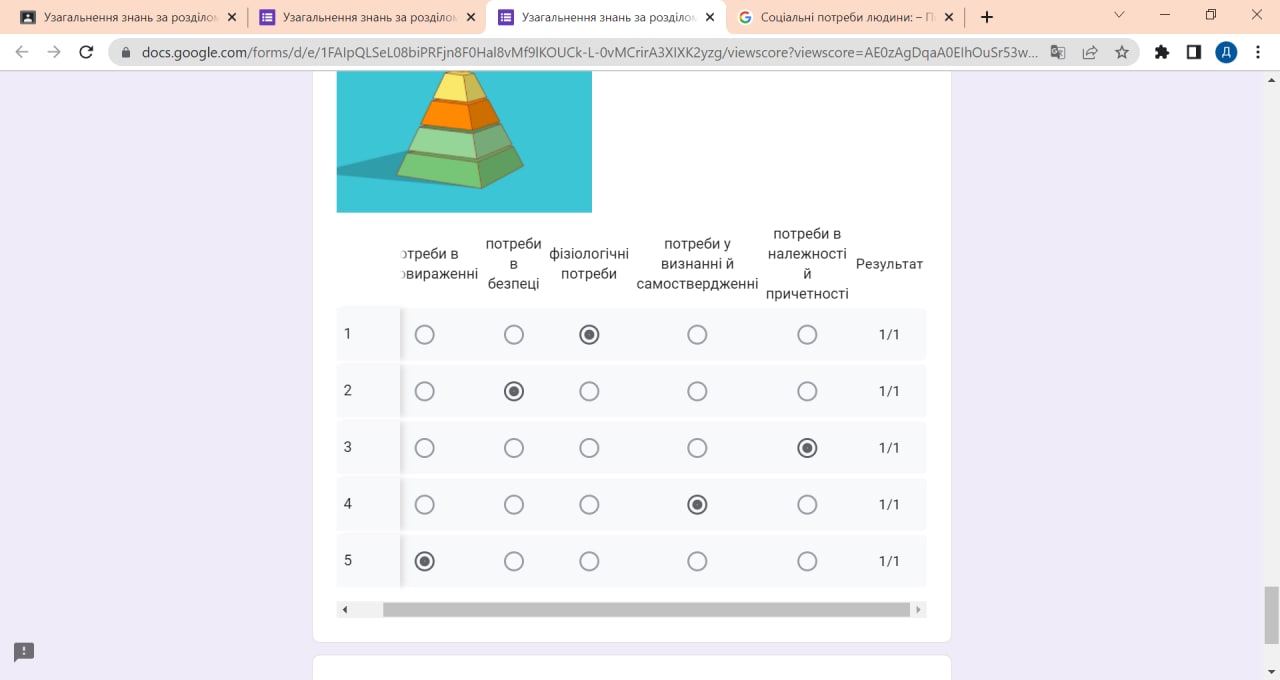 Узагальнення знань за розділом
Узагальнення знань за розділом
Узагальнення знань за розділом
Соціальні потреби людини: – П
docs.google.com/forms/d/e/1FAIpQLSeL08biPRFjn8F0Hal8vMf9lKOUCk-L-0vMCrirA3XIXK2yzg/viewscore?viewscore=AE0zAgDqaA0EIhOuSr53w...
Д
отреби в
овираженні
потреби
в
безпеці
фізіологічні
потреби
потреби у
визнанні й
самоствердженні
потреби в
належності
й
причетності
Результат
1 1/1
2 1/1
3 1/1
4 1/1
5 1/1